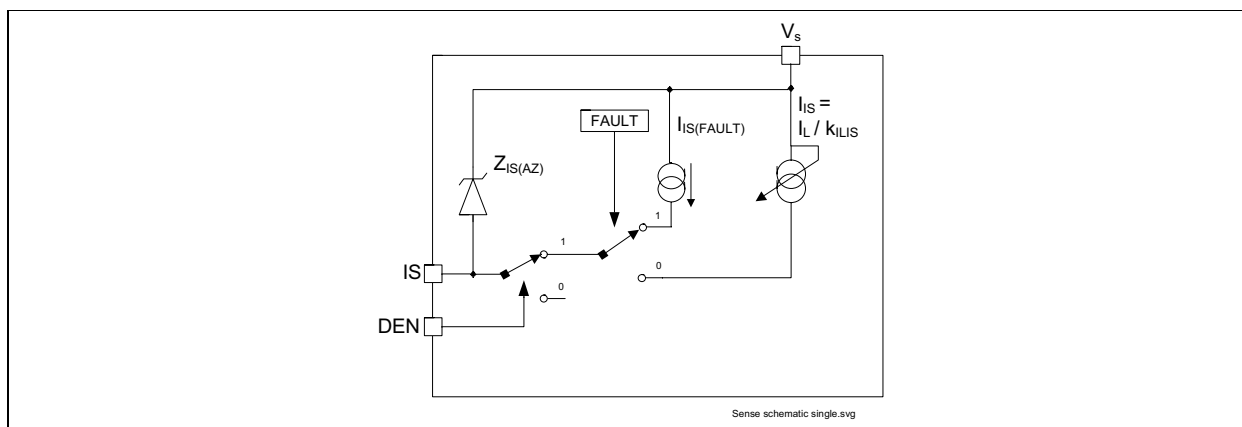 Vs
IIS =
IL / kILIS
FAULT
IIS(FAULT)
ZIS(AZ)
1
1
0
IS
0
DEN
Sense schematic single.svg